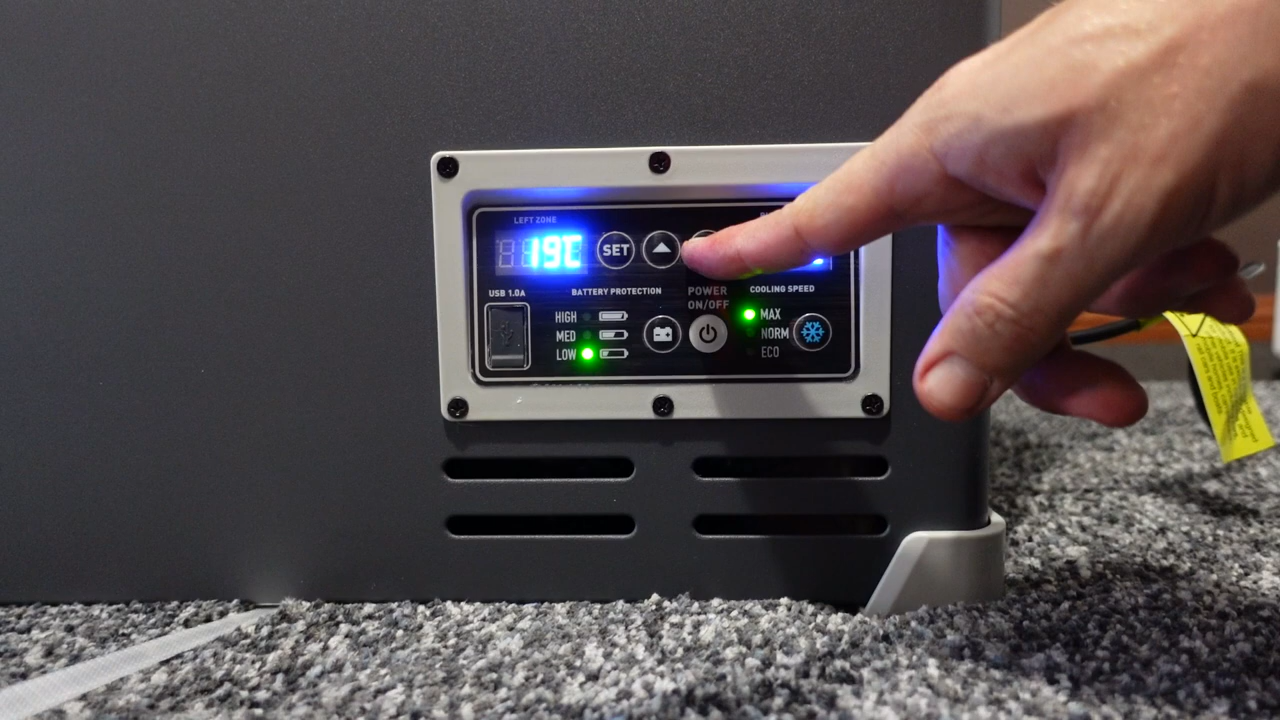 LEFT ZONE
19C
SET
USB 1.0A
BATTERY PROTECTION
POWER
ON/OFF
COOLING SPEED
HIGH
MED
LOW
MAX
NORM
ECO